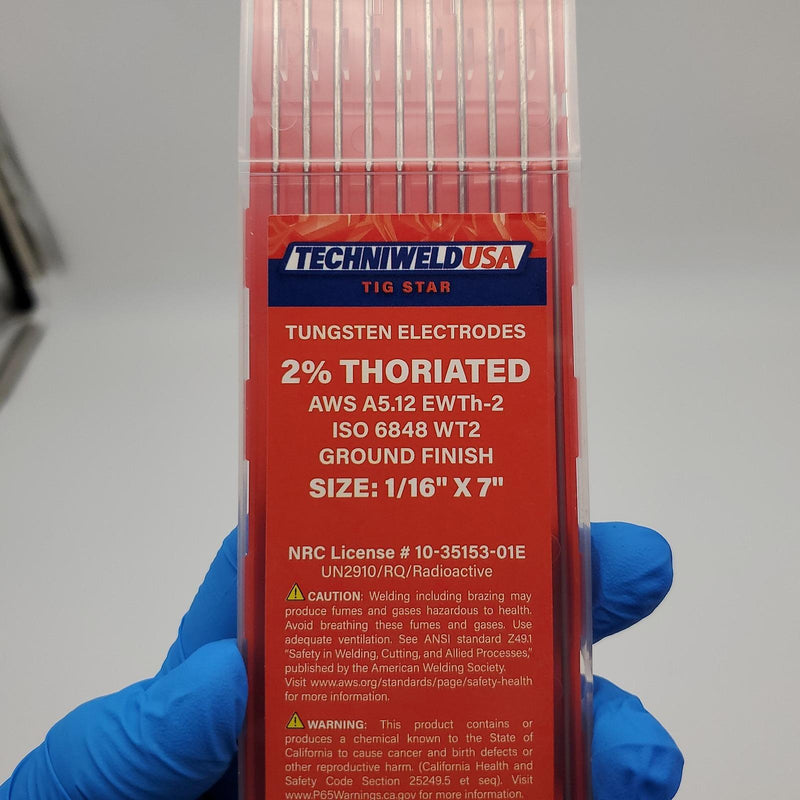 TECHNIWELDUSA
TIG STAR
TUNGSTEN ELECTRODES
2% THORIATED
AWS A5.12 EWTh-2
ISO 6848 WT2
GROUND FINISH
SIZE: 1/16" X 7"
NRC License # 10-35153-01E
UN2910/RQ/Radioactive
CAUTION: Welding including brazing may
produce fumes and gases hazardous to health.
Avoid breathing these fumes and gases. Use
adequate ventilation. See ANSI standard Z49.1
"Safety in Welding, Cutting, and Allied Processes,"
published by the American Welding Society.
Visit www.aws.org/standards/page/safety-health
for more information.
WARNING: This product contains or
produces a chemical known to the State of
California to cause cancer and birth defects or
other reproductive harm. (California Health and
Safety Code Section 25249.5 et seq). Visit
www.P65Warnings.ca.gov for more information.